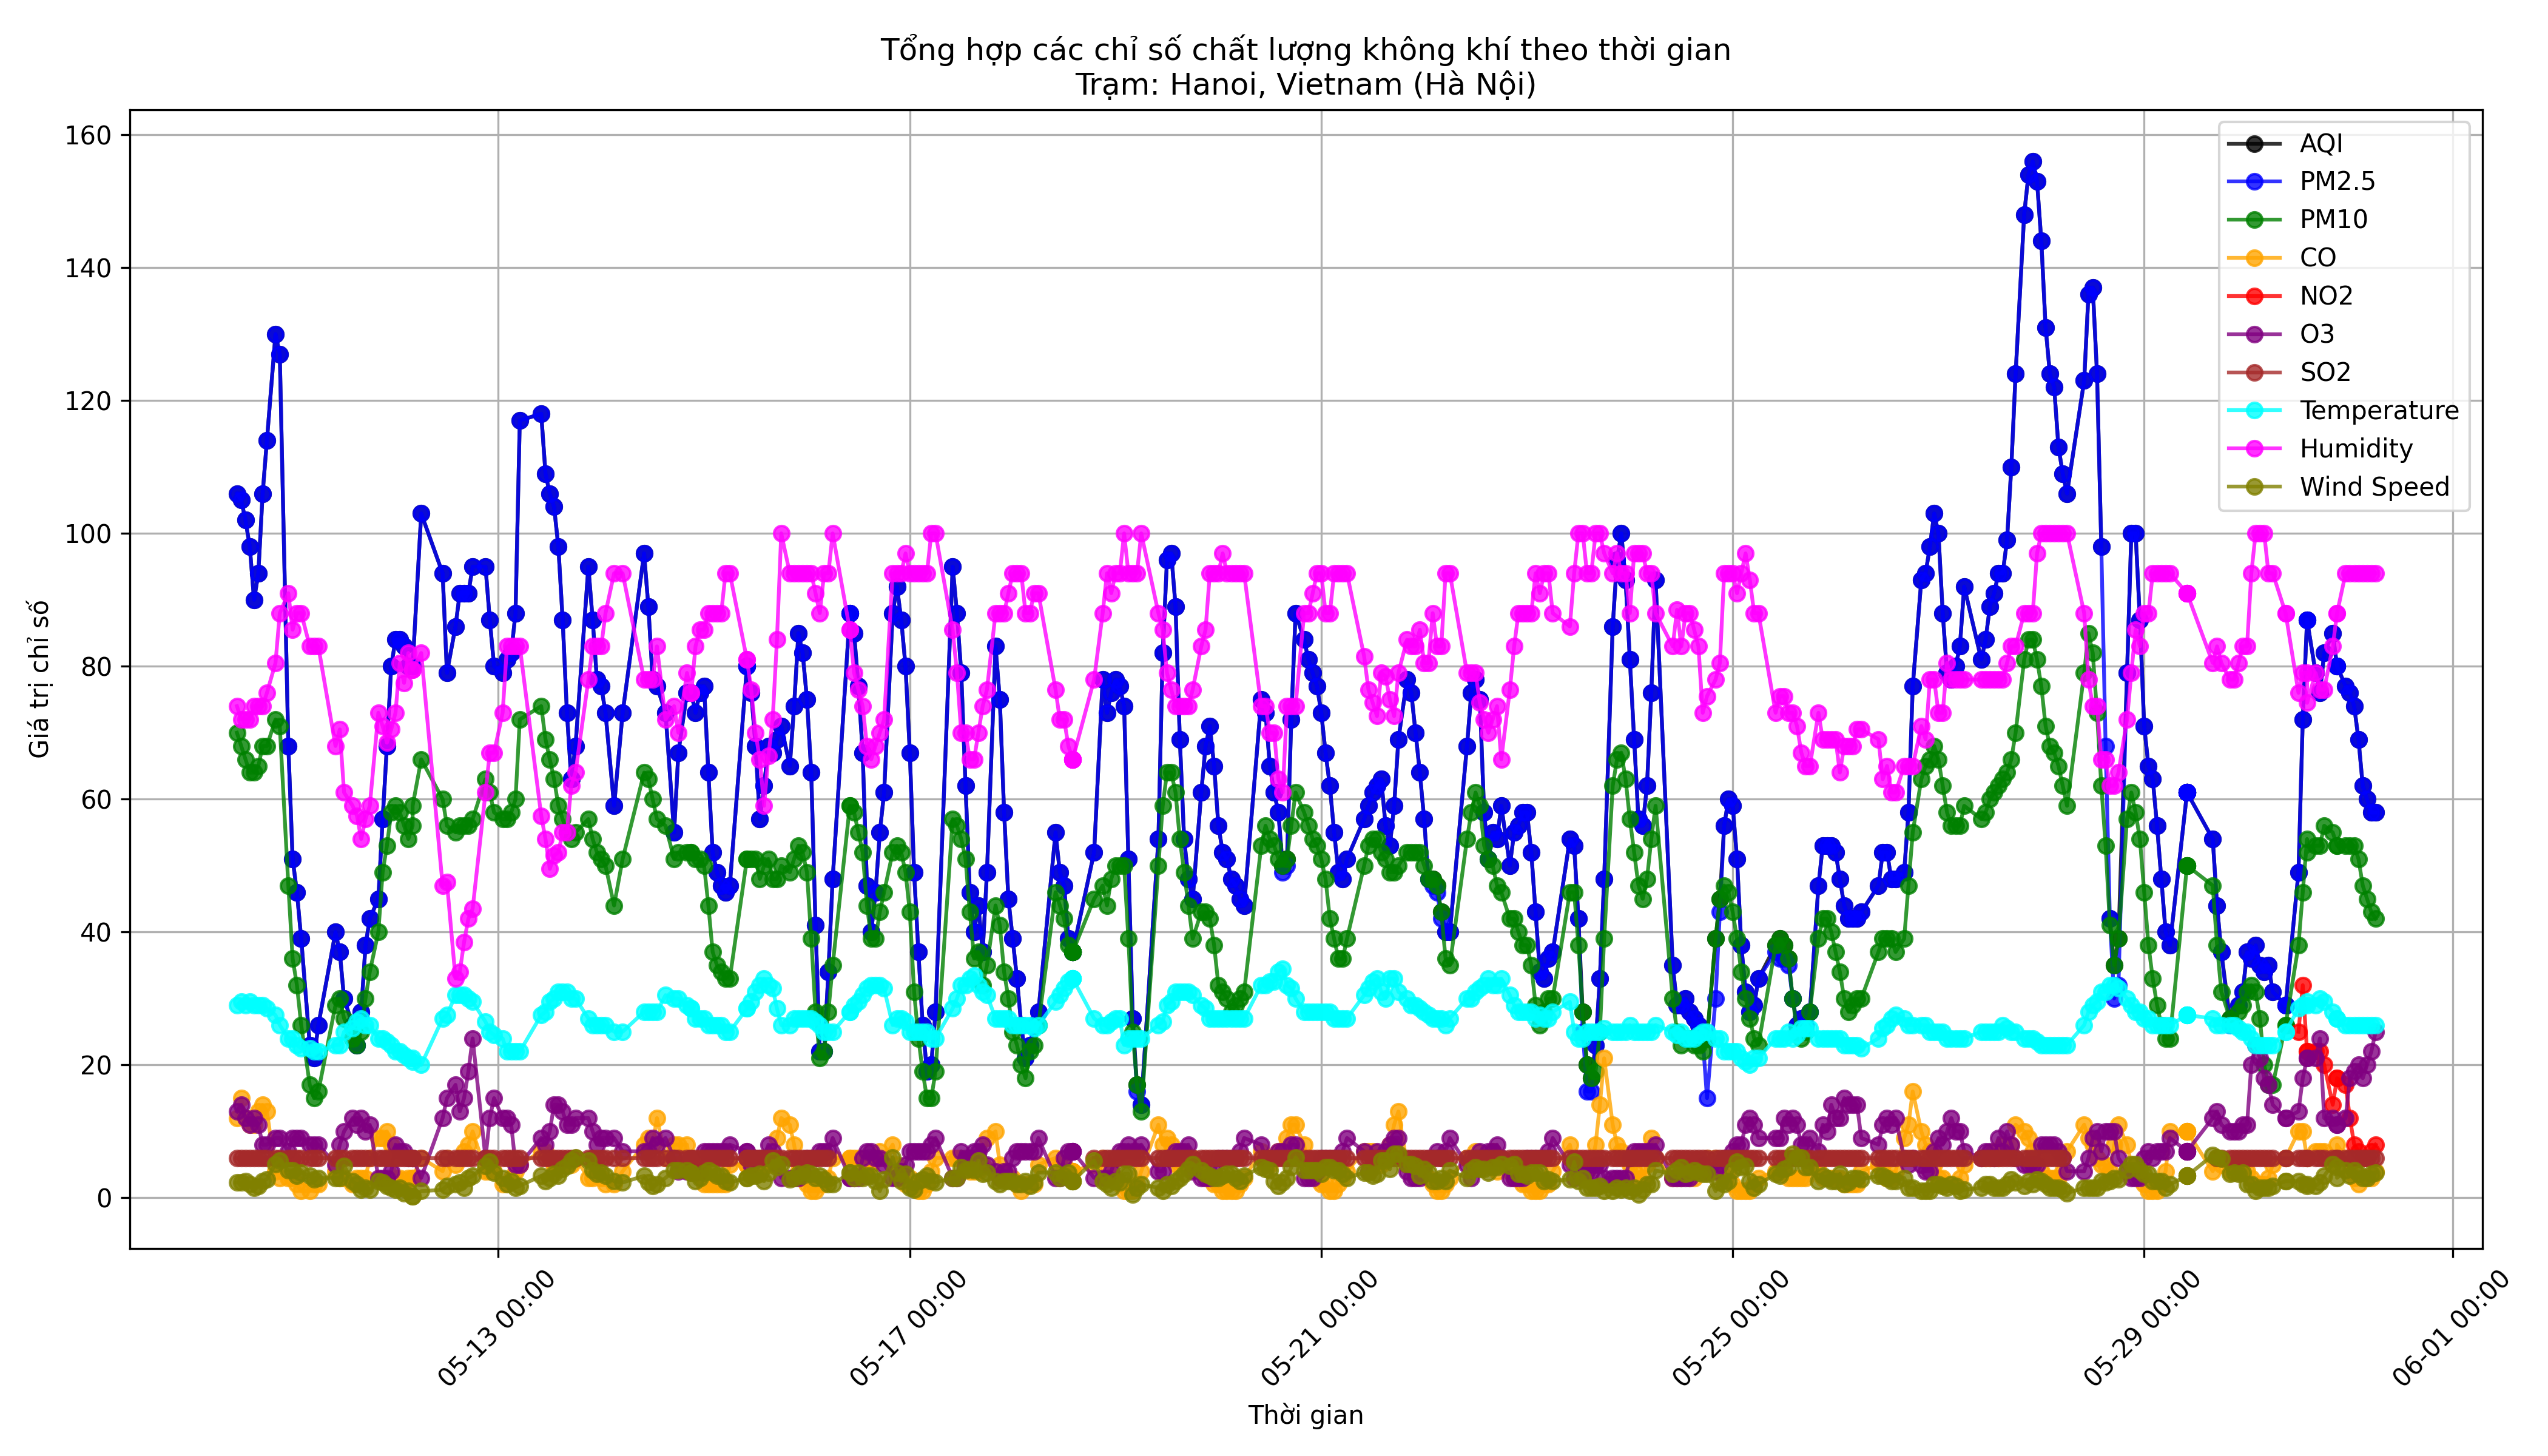 Tổng hợp các chỉ số chất lượng không khí theo thời gian
Trạm: Hanoi, Vietnam (Hà Nội)
Giá trị chỉ số
160
140
120
100
80
60
40
20
0
AQI
PM2.5
PM10
CO
NO2
O3
SO2
Temperature
Humidity
Wind Speed
05-13 00:00
05-17 00:00
05-21 00:00
05-25 00:00
05-29 00:00
06-01 00:00
Thời gian